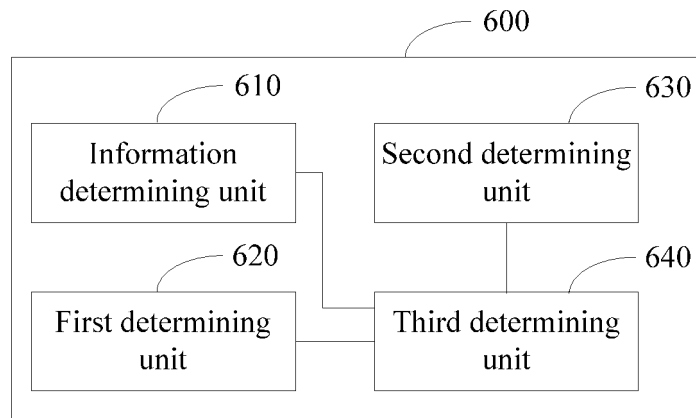 600
610
Information
determining unit
630
Second determining
unit
620
First determining
unit
640
Third determining
unit